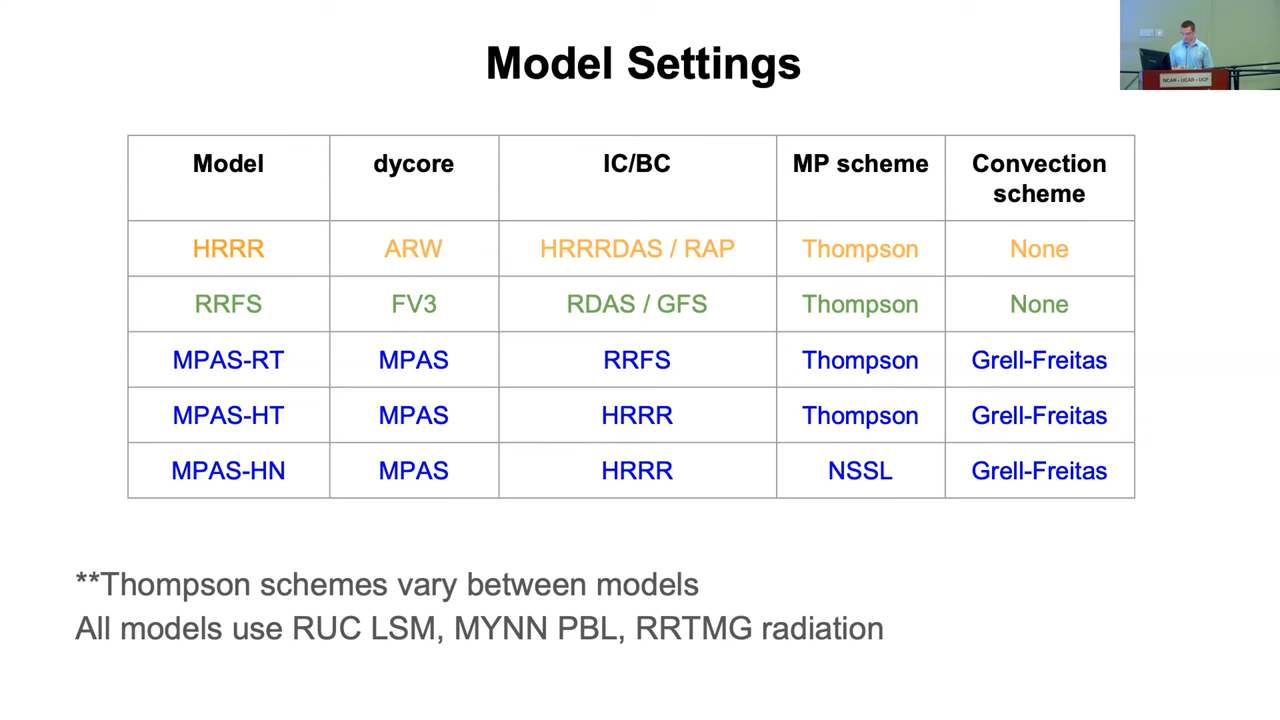 Model Settings
Model dycore IC/BC MP scheme Convection scheme
HRRR ARW HRRRDAS / RAP Thompson None
RRFS FV3 RDAS / GFS Thompson None
MPAS-RT MPAS RRFS Thompson Grell-Freitas
MPAS-HT MPAS HRRR Thompson Grell-Freitas
MPAS-HN MPAS HRRR NSSL Grell-Freitas
**Thompson schemes vary between models
All models use RUC LSM, MYNN PBL, RRTMG radiation
NCAR • UCAR • UCP